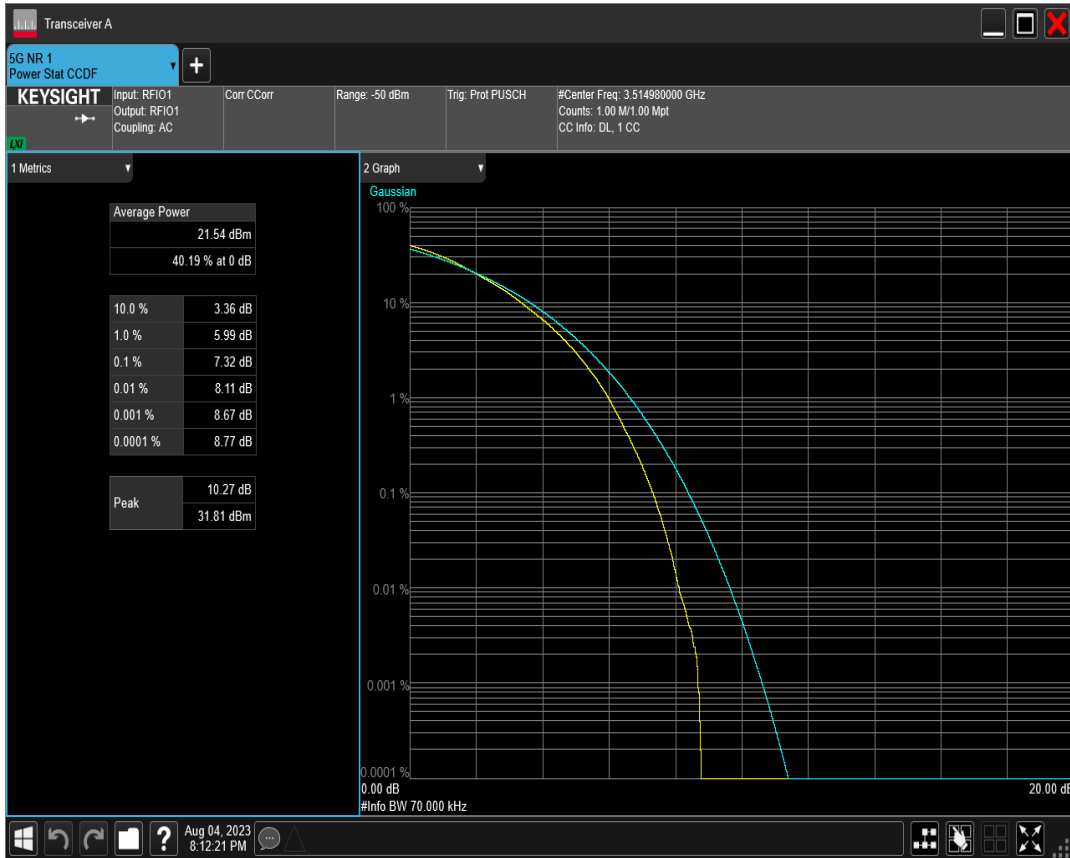 Transceiver A
5G NR 1
Power Stat CCDF
+
KEYSIGHT
LXI
Input: RFIO1
Output: RFIO1
Coupling: AC
Corr CCorr
Range: -50 dBm
Trig: Prot PUSCH
#Center Freq: 3.514980000 GHz
Counts: 1.00 M/1.00 Mpt
CC Info: DL, 1 CC
1 Metrics
Average Power
21.54 dBm
40.19 % at 0 dB
10.0 % 3.36 dB
1.0 % 5.99 dB
0.1 % 7.32 dB
0.01 % 8.11 dB
0.001 % 8.67 dB
0.0001 % 8.77 dB
Peak
10.27 dB
31.81 dBm
2 Graph
Gaussian
100 %
10 %
1 %
0.1 %
0.01 %
0.001 %
0.0001 %
0.00 dB 20.00 dB
#Info BW 70.000 kHz
?
Aug 04, 2023
8:12:21 PM